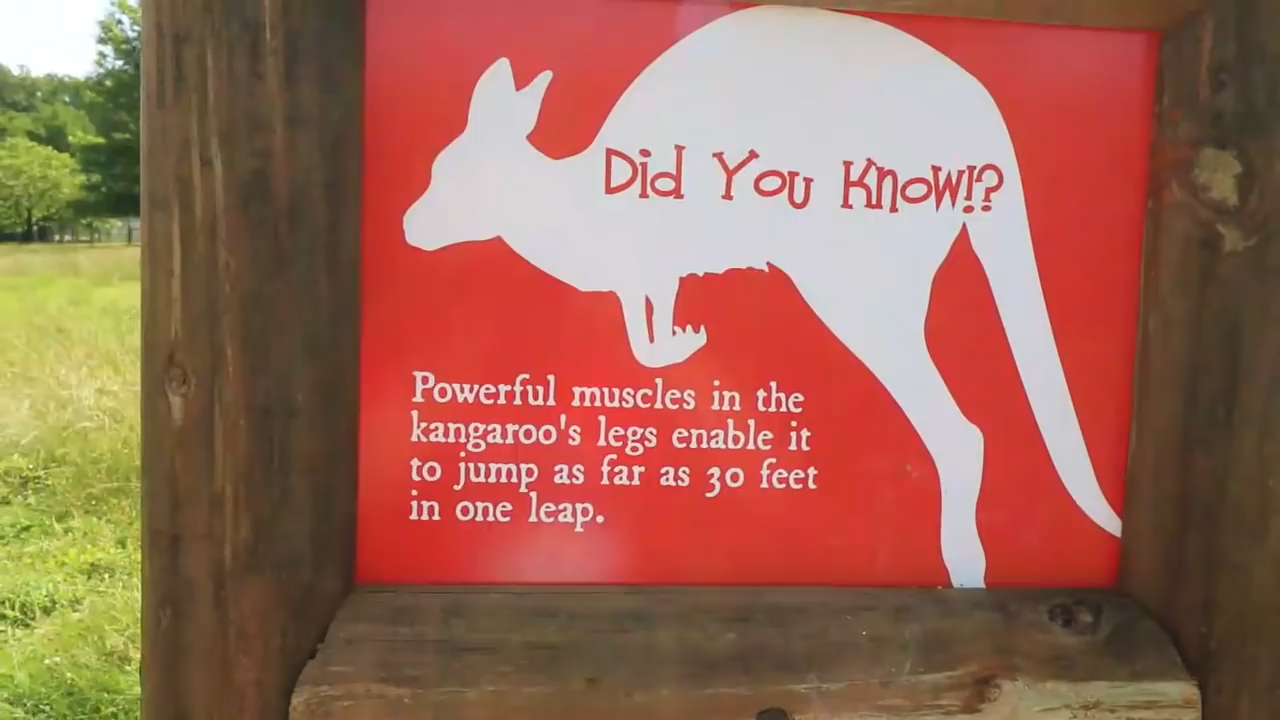 Did You Know!?
Powerful muscles in the
kangaroo's legs enable it
to jump as far as 30 feet
in one leap.